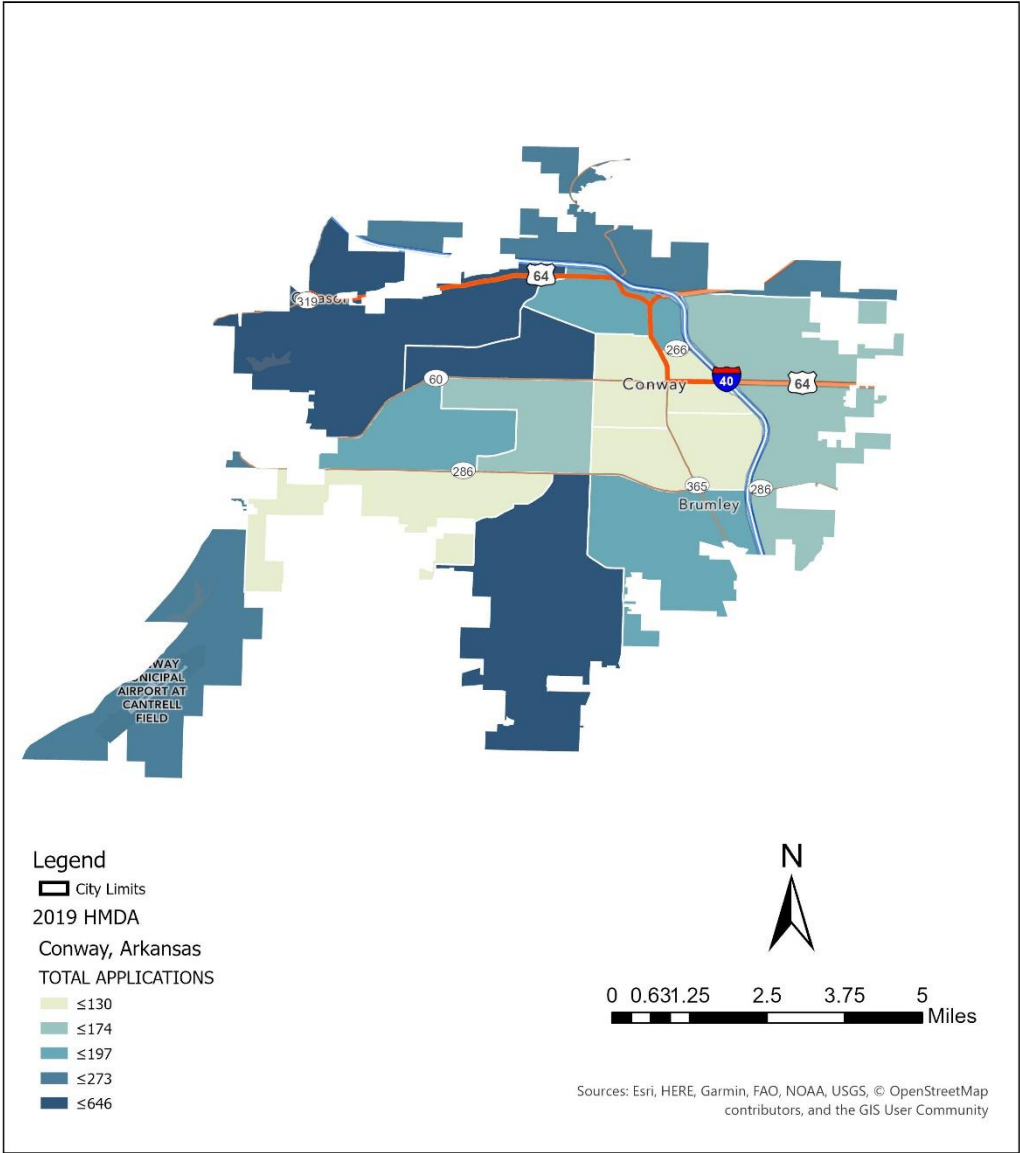 64
319
60
266
Conway
40
64
286
365
286
Brumley
AIRPORT AT
CANTRELL
FIELD
Legend
City Limits
2019 HMDA
Conway, Arkansas
TOTAL APPLICATIONS
≤130
≤174
≤197
≤273
≤646
N
0 0.631.25 2.5 3.75 5
Miles
Sources: Esri, HERE, Garmin, FAO, NOAA, USGS, © OpenStreetMap
contributors, and the GIS User Community